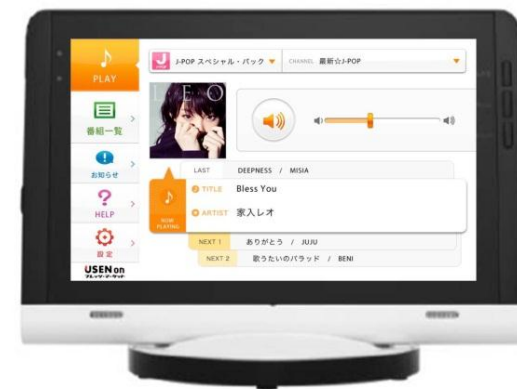 PLAY
番組一覧
お知らせ
HELP
設定
USEN on
J-POP
J-POP スペシャル・パック
CHANNEL 最新☆J-POP
LEO
LAST DEEPNESS / MISIA
NOW PLAYING
TITLE Bless You
ARTIST 家入レオ
NEXT 1 ありがとう / JUJU
NEXT 2 歌うたいのバラッド / BENI